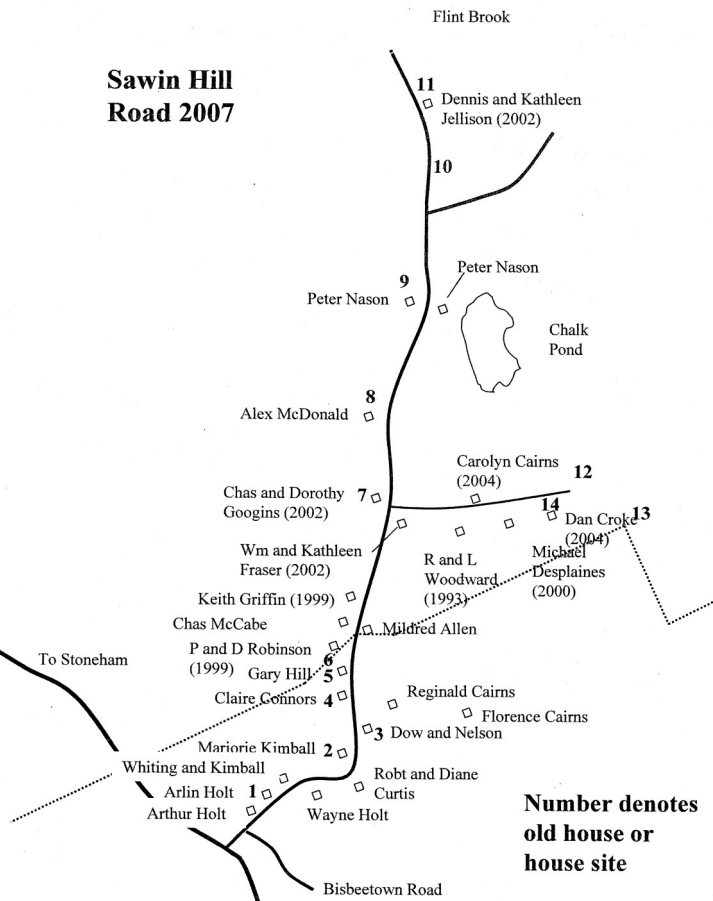 Flint Brook
Sawin Hill
Road 2007
11
Dennis and Kathleen
Jellison (2002)
10
9
Peter Nason
Peter Nason
Chalk
Pond
8
Alex McDonald
Carolyn Cairns
(2004)
12
7
Chas and Dorothy
Googins (2002)
14
Dan Croke
(2004)
13
Wm and Kathleen
Fraser (2002)
R and L
Woodward
(1993)
Michael
Desplaines
(2000)
Keith Griffin (1999)
Chas McCabe
Mildred Allen
P and D Robinson
(1999)
6
Gary Hill
5
To Stoneham
Claire Connors
4
Reginald Cairns
Florence Cairns
3
Dow and Nelson
Marjorie Kimball
2
Whiting and Kimball
Robt and Diane
Curtis
Arlin Holt
1
Arthur Holt
Wayne Holt
Number denotes
old house or
house site
Bisbeetown Road